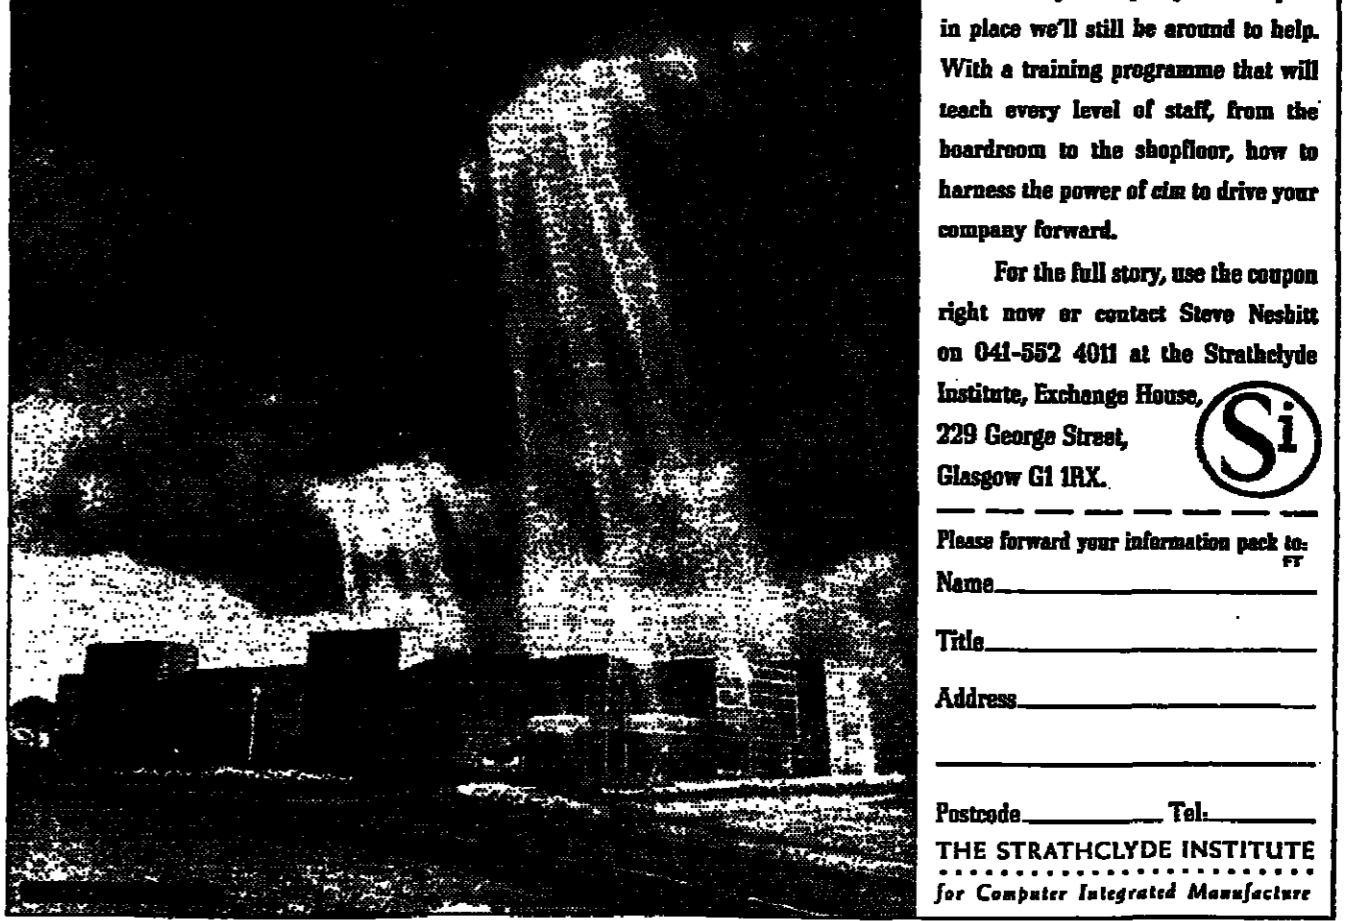 in place we'll still be around to help.
With a training programme that will
teach every level of staff, from the
boardroom to the shopfloor, how to
harness the power of cim to drive your
company forward.
For the full story, use the coupon
right now or contact Steve Nesbitt
on 041-552 4011 at the Strathclyde
Institute, Exchange House,
229 George Street,
Glasgow G1 1RX.
Si
Please forward your information pack to:
FT
Name
Title
Address
Postcode Tel:
THE STRATHCLYDE INSTITUTE
for Computer Integrated Manufacture